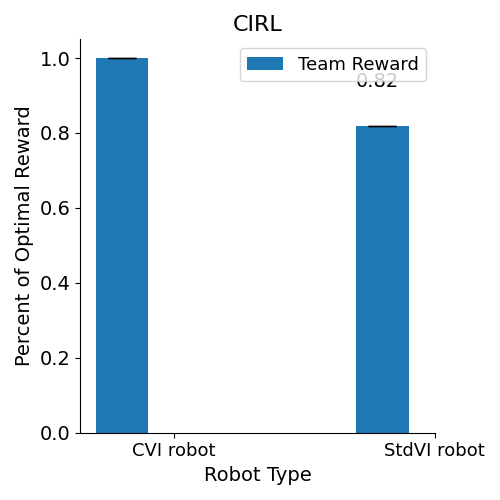 CIRL
Team Reward
0.82
Percent of Optimal Reward
1.0
0.8
0.6
0.4
0.2
0.0
CVI robot
StdVI robot
Robot Type